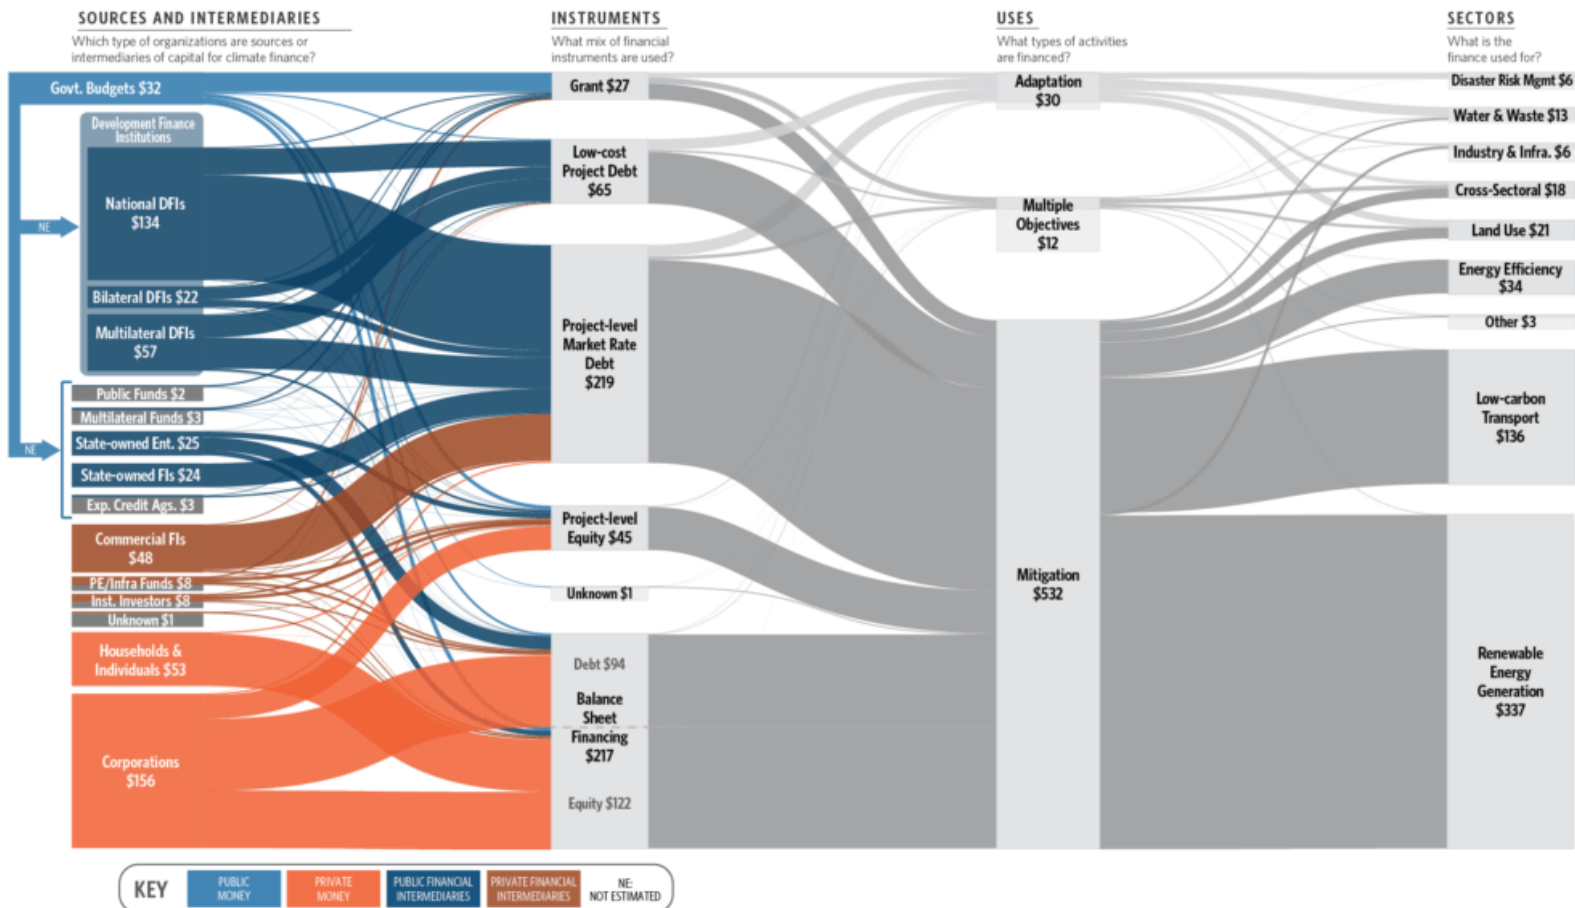 SOURCES AND INTERMEDIARIES
Which type of organizations are sources or
intermediaries of capital for climate finance?
Govt. Budgets $32
Development Finance
Institutions
National DFIs
$134
NE
Bilateral DFIs $22
Multilateral DFIs
$57
Public Funds $2
Multilateral Funds $3
State-owned Ent. $25
NE
State-owned FIs $24
Exp. Credit Ags. $3
Commercial FIs
$48
PE/Infra Funds $8
Inst. Investors $8
Unknown $1
Households &
Individuals $53
Corporations
$156
INSTRUMENTS
What mix of financial
instruments are used?
Grant $27
Low-cost
Project Debt
$65
Project-level
Market Rate
Debt
$219
Project-level
Equity $45
Unknown $1
Debt $94
Balance
Sheet
Financing
$217
Equity $122
USES
What types of activities
are financed?
Adaptation
$30
Multiple
Objectives
$12
Mitigation
$532
SECTORS
What is the
finance used for?
Disaster Risk Mgmt $6
Water & Waste $13
Industry & Infra. $6
Cross-Sectoral $18
Land Use $21
Energy Efficiency
$34
Other $3
Low-carbon
Transport
$136
Renewable
Energy
Generation
$337
KEY
PUBLIC
MONEY
PRIVATE
MONEY
PUBLIC FINANCIAL
INTERMEDIARIES
PRIVATE FINANCIAL
INTERMEDIARIES
NE:
NOT ESTIMATED